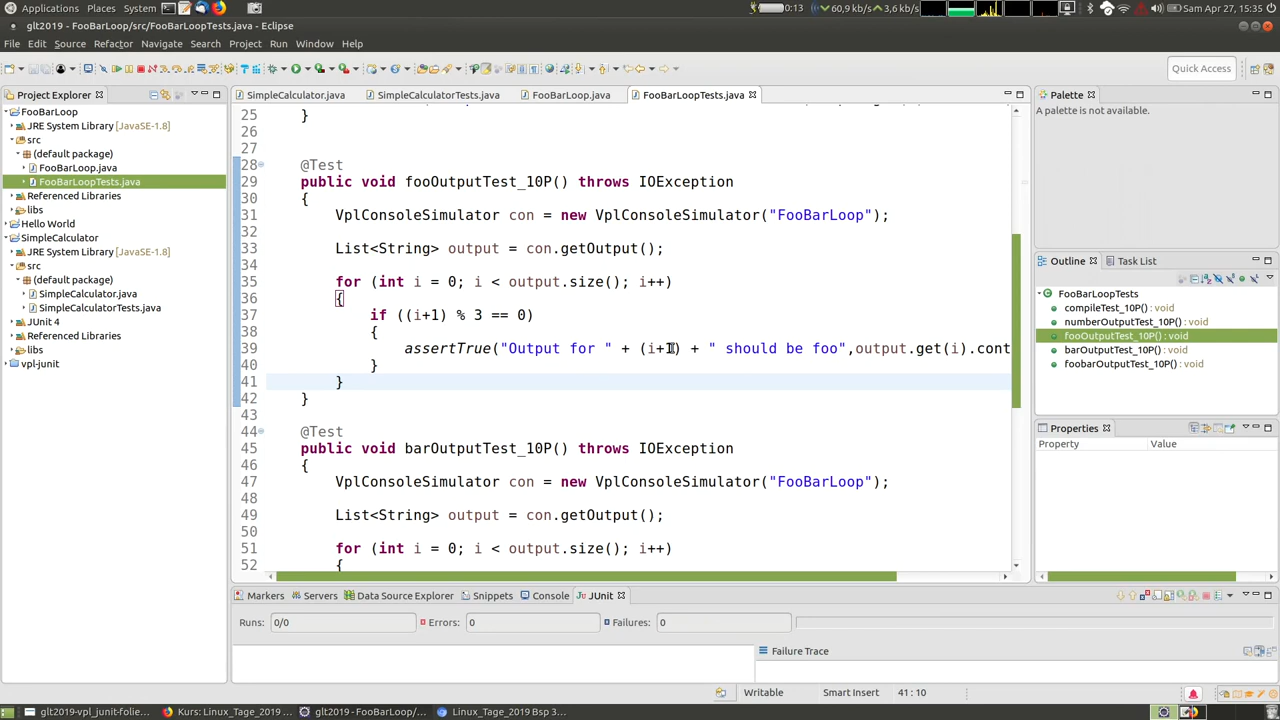 Applications Places System 0:13 60,9 kb/s 3,6 kb/s Sam Apr 27, 15:35
glt2019 - FooBarLoop/src/FooBarLoopTests.java - Eclipse
File Edit Source Refactor Navigate Search Project Run Window Help
Quick Access
Project Explorer
FooBarLoop
JRE System Library [JavaSE-1.8]
src
(default package)
FooBarLoop.java
FooBarLoopTests.java
Referenced Libraries
libs
Hello World
SimpleCalculator
JRE System Library [JavaSE-1.8]
src
(default package)
SimpleCalculator.java
SimpleCalculatorTests.java
JUnit 4
Referenced Libraries
libs
vpl-junit
SimpleCalculator.java SimpleCalculatorTests.java FooBarLoop.java FooBarLoopTests.java
25 }
26
27
28 @Test
29 public void fooOutputTest_10P() throws IOException
30 {
31 VplConsoleSimulator con = new VplConsoleSimulator("FooBarLoop");
32
33 List<String> output = con.getOutput();
34
35 for (int i = 0; i < output.size(); i++)
36 {
37 if ((i+1) % 3 == 0)
38 {
39 assertTrue("Output for " + (i+1) + " should be foo",output.get(i).cont
40 }
41 }
42 }
43
44 @Test
45 public void barOutputTest_10P() throws IOException
46 {
47 VplConsoleSimulator con = new VplConsoleSimulator("FooBarLoop");
48
49 List<String> output = con.getOutput();
50
51 for (int i = 0; i < output.size(); i++)
52 {
Palette
A palette is not available.
Outline Task List
FooBarLoopTests
compileTest_10P() : void
numberOutputTest_10P() : void
fooOutputTest_10P() : void
barOutputTest_10P() : void
foobarOutputTest_10P() : void
Properties
Property Value
Markers Servers Data Source Explorer Snippets Console JUnit
Runs: 0/0 Errors: 0 Failures: 0
Failure Trace
Writable Smart Insert 41 : 10
glt2019-vpl_junit-folie... Kurs: Linux_Tage_2019 ... glt2019 - FooBarLoop/... Linux_Tage_2019 Bsp 3...